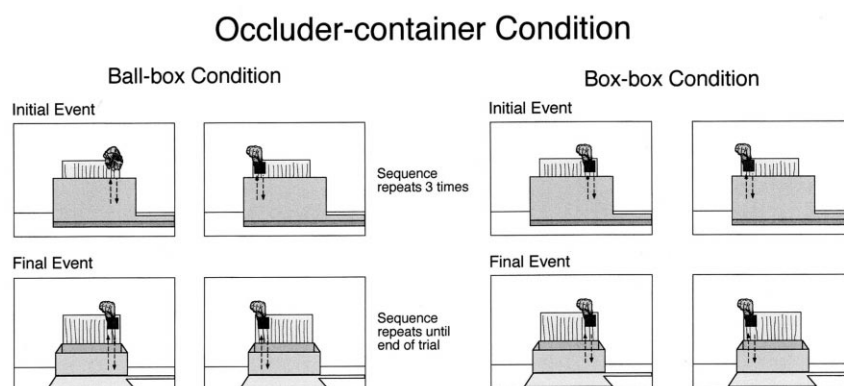 Occluder-container Condition
Ball-box Condition
Initial Event
Sequence
repeats 3 times
Final Event
Sequence
repeats until
end of trial
Box-box Condition
Initial Event
Final Event